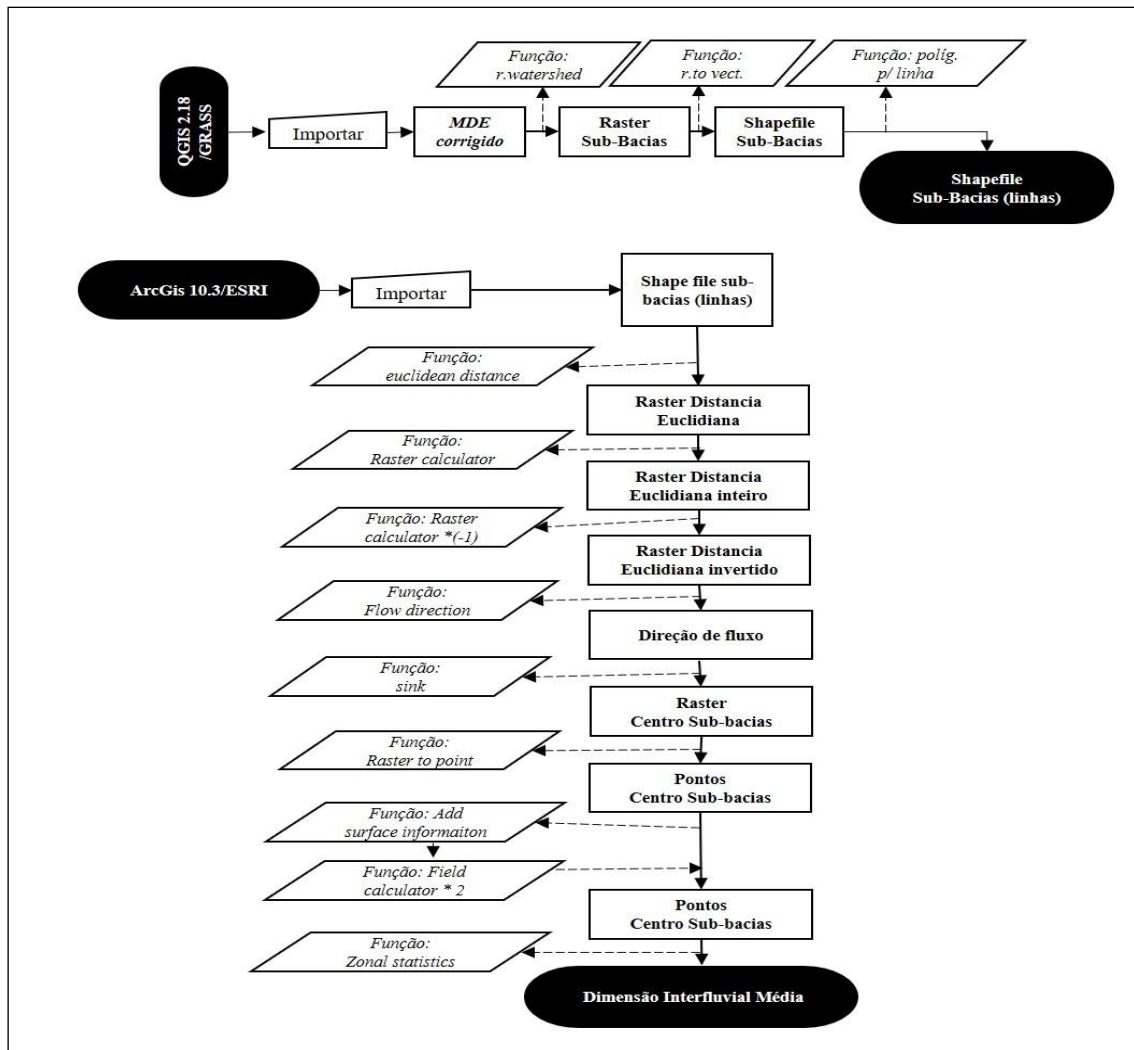 Função:
r.watershed
Função:
r.to vect.
Função: políg.
p/ linha
QGIS 2.18
/GRASS
Importar
MDE
corrigido
Raster
Sub-Bacias
Shapefile
Sub-Bacias
Shapefile
Sub-Bacias (linhas)
ArcGis 10.3/ESRI
Importar
Shape file sub-
bacias (linhas)
Função:
euclidean distance
Raster Distancia
Euclidiana
Função:
Raster calculator
Raster Distancia
Euclidiana inteiro
Função: Raster
calculator *(-1)
Raster Distancia
Euclidiana invertido
Função:
Flow direction
Direção de fluxo
Função:
sink
Raster
Centro Sub-bacias
Função:
Raster to point
Pontos
Centro Sub-bacias
Função: Add
surface informaiton
Função: Field
calculator * 2
Pontos
Centro Sub-bacias
Função:
Zonal statistics
Dimensão Interfluvial Média